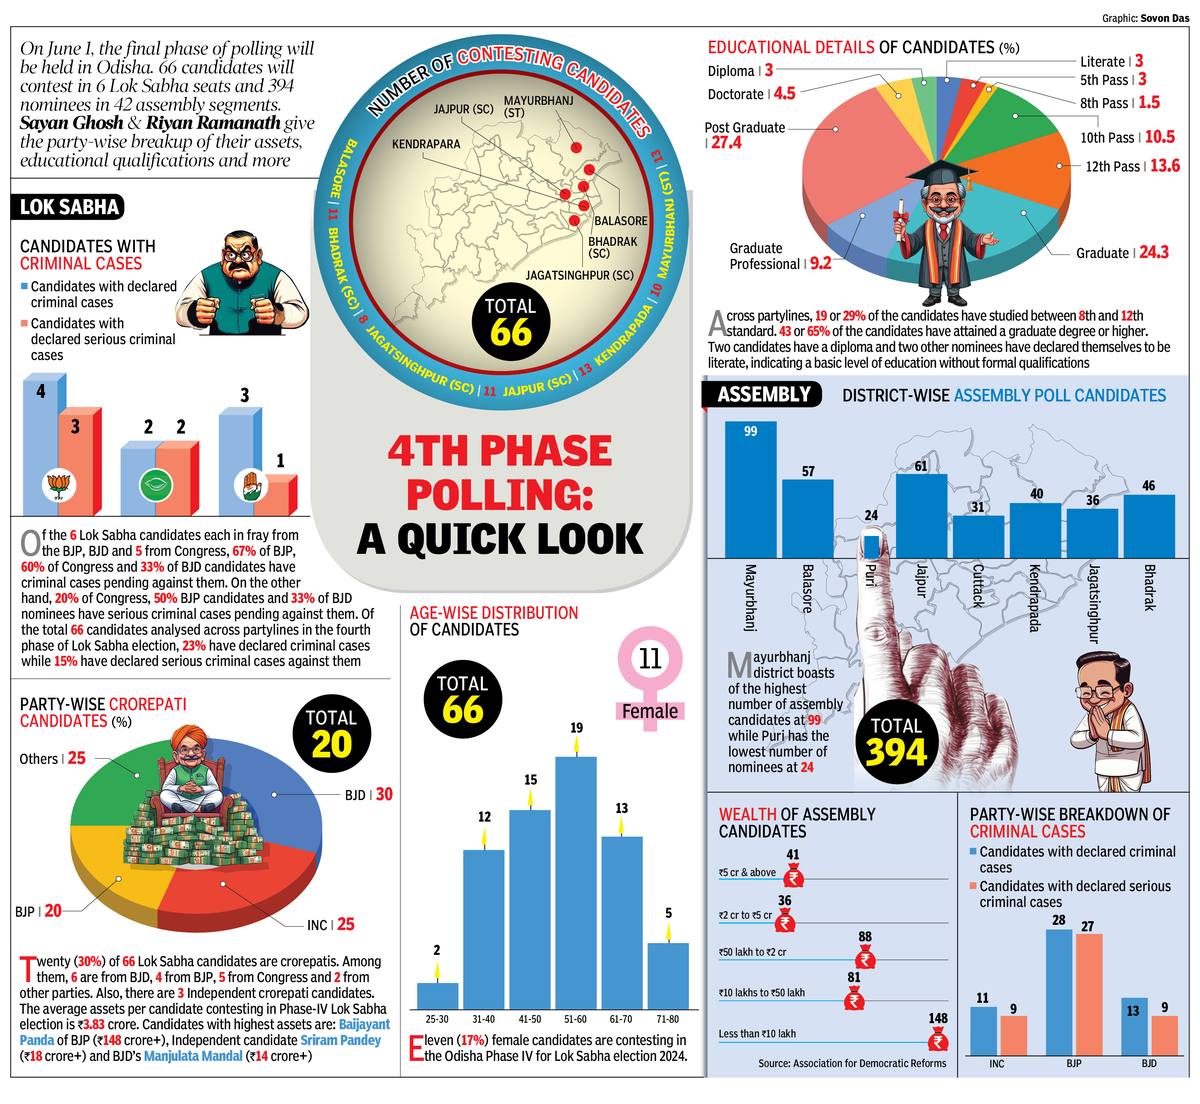 Graphic: Sovon Das
On June 1, the final phase of polling will
be held in Odisha. 66 candidates will
contest in 6 Lok Sabha seats and 394
nominees in 42 assembly segments.
Sayan Ghosh & Riyan Ramanath give
the party-wise breakup of their assets,
educational qualifications and more
LOK SABHA
CANDIDATES WITH
CRIMINAL CASES
Candidates with declared
criminal cases
Candidates with
declared serious criminal
cases
4
3
2
2
3
1
Of the 6 Lok Sabha candidates each in fray from
the BJP, BJD and 5 from Congress, 67% of BJP,
60% of Congress and 33% of BJD candidates have
criminal cases pending against them. On the other
hand, 20% of Congress, 50% BJP candidates and 33% of BJD
nominees have serious criminal cases pending against them. Of
the total 66 candidates analysed across partylines in the fourth
phase of Lok Sabha election, 23% have declared criminal cases
while 15% have declared serious criminal cases against them
PARTY-WISE CROREPATI
CANDIDATES (%)
TOTAL
20
Others | 25
BJD | 30
BJP | 20
INC | 25
Twenty (30%) of 66 Lok Sabha candidates are crorepatis. Among
them, 6 are from BJD, 4 from BJP, 5 from Congress and 2 from
other parties. Also, there are 3 Independent crorepati candidates.
The average assets per candidate contesting in Phase-IV Lok Sabha
election is ₹3.83 crore. Candidates with highest assets are: Baijayant
Panda of BJP (₹148 crore+), Independent candidate Sriram Pandey
(₹18 crore+) and BJD's Manjulata Mandal (₹14 crore+)
NUMBER OF CONTESTING CANDIDATES
BALASORE | 11
BHADRAK (SC) | 8
JAGATSINGHPUR (SC) | 11
JAJPUR (SC) | 13
KENDRAPADA | 10
MAYURBHANJ (ST) | 13
JAJPUR (SC)
MAYURBHANJ
(ST)
KENDRAPARA
BALASORE
BHADRAK
(SC)
JAGATSINGHPUR (SC)
TOTAL
66
4TH PHASE
POLLING:
A QUICK LOOK
AGE-WISE DISTRIBUTION
OF CANDIDATES
TOTAL
66
11
Female
2
12
15
19
13
5
25-30
31-40
41-50
51-60
61-70
71-80
Eleven (17%) female candidates are contesting in
the Odisha Phase IV for Lok Sabha election 2024.
EDUCATIONAL DETAILS OF CANDIDATES (%)
Diploma | 3
Doctorate | 4.5
Post Graduate
| 27.4
Graduate
Professional | 9.2
Literate | 3
5th Pass | 3
8th Pass | 1.5
10th Pass | 10.5
12th Pass | 13.6
Graduate | 24.3
Across partylines, 19 or 29% of the candidates have studied between 8th and 12th
standard. 43 or 65% of the candidates have attained a graduate degree or higher.
Two candidates have a diploma and two other nominees have declared themselves to be
literate, indicating a basic level of education without formal qualifications
ASSEMBLY
DISTRICT-WISE ASSEMBLY POLL CANDIDATES
99
57
24
61
31
40
36
46
Mayurbhanj
Balasore
Puri
Jajpur
Cuttack
Kendrapada
Jagatsinghpur
Bhadrak
Mayurbhanj
district boasts
of the highest
number of assembly
candidates at 99
while Puri has the
lowest number of
nominees at 24
TOTAL
394
WEALTH OF ASSEMBLY
CANDIDATES
₹5 cr & above
41
₹2 cr to ₹5 cr
36
₹50 lakh to ₹2 cr
88
₹10 lakhs to ₹50 lakh
81
Less than ₹10 lakh
148
Source: Association for Democratic Reforms
PARTY-WISE BREAKDOWN OF
CRIMINAL CASES
Candidates with declared criminal
cases
Candidates with declared serious
criminal cases
11
9
28
27
13
9
INC
BJP
BJD